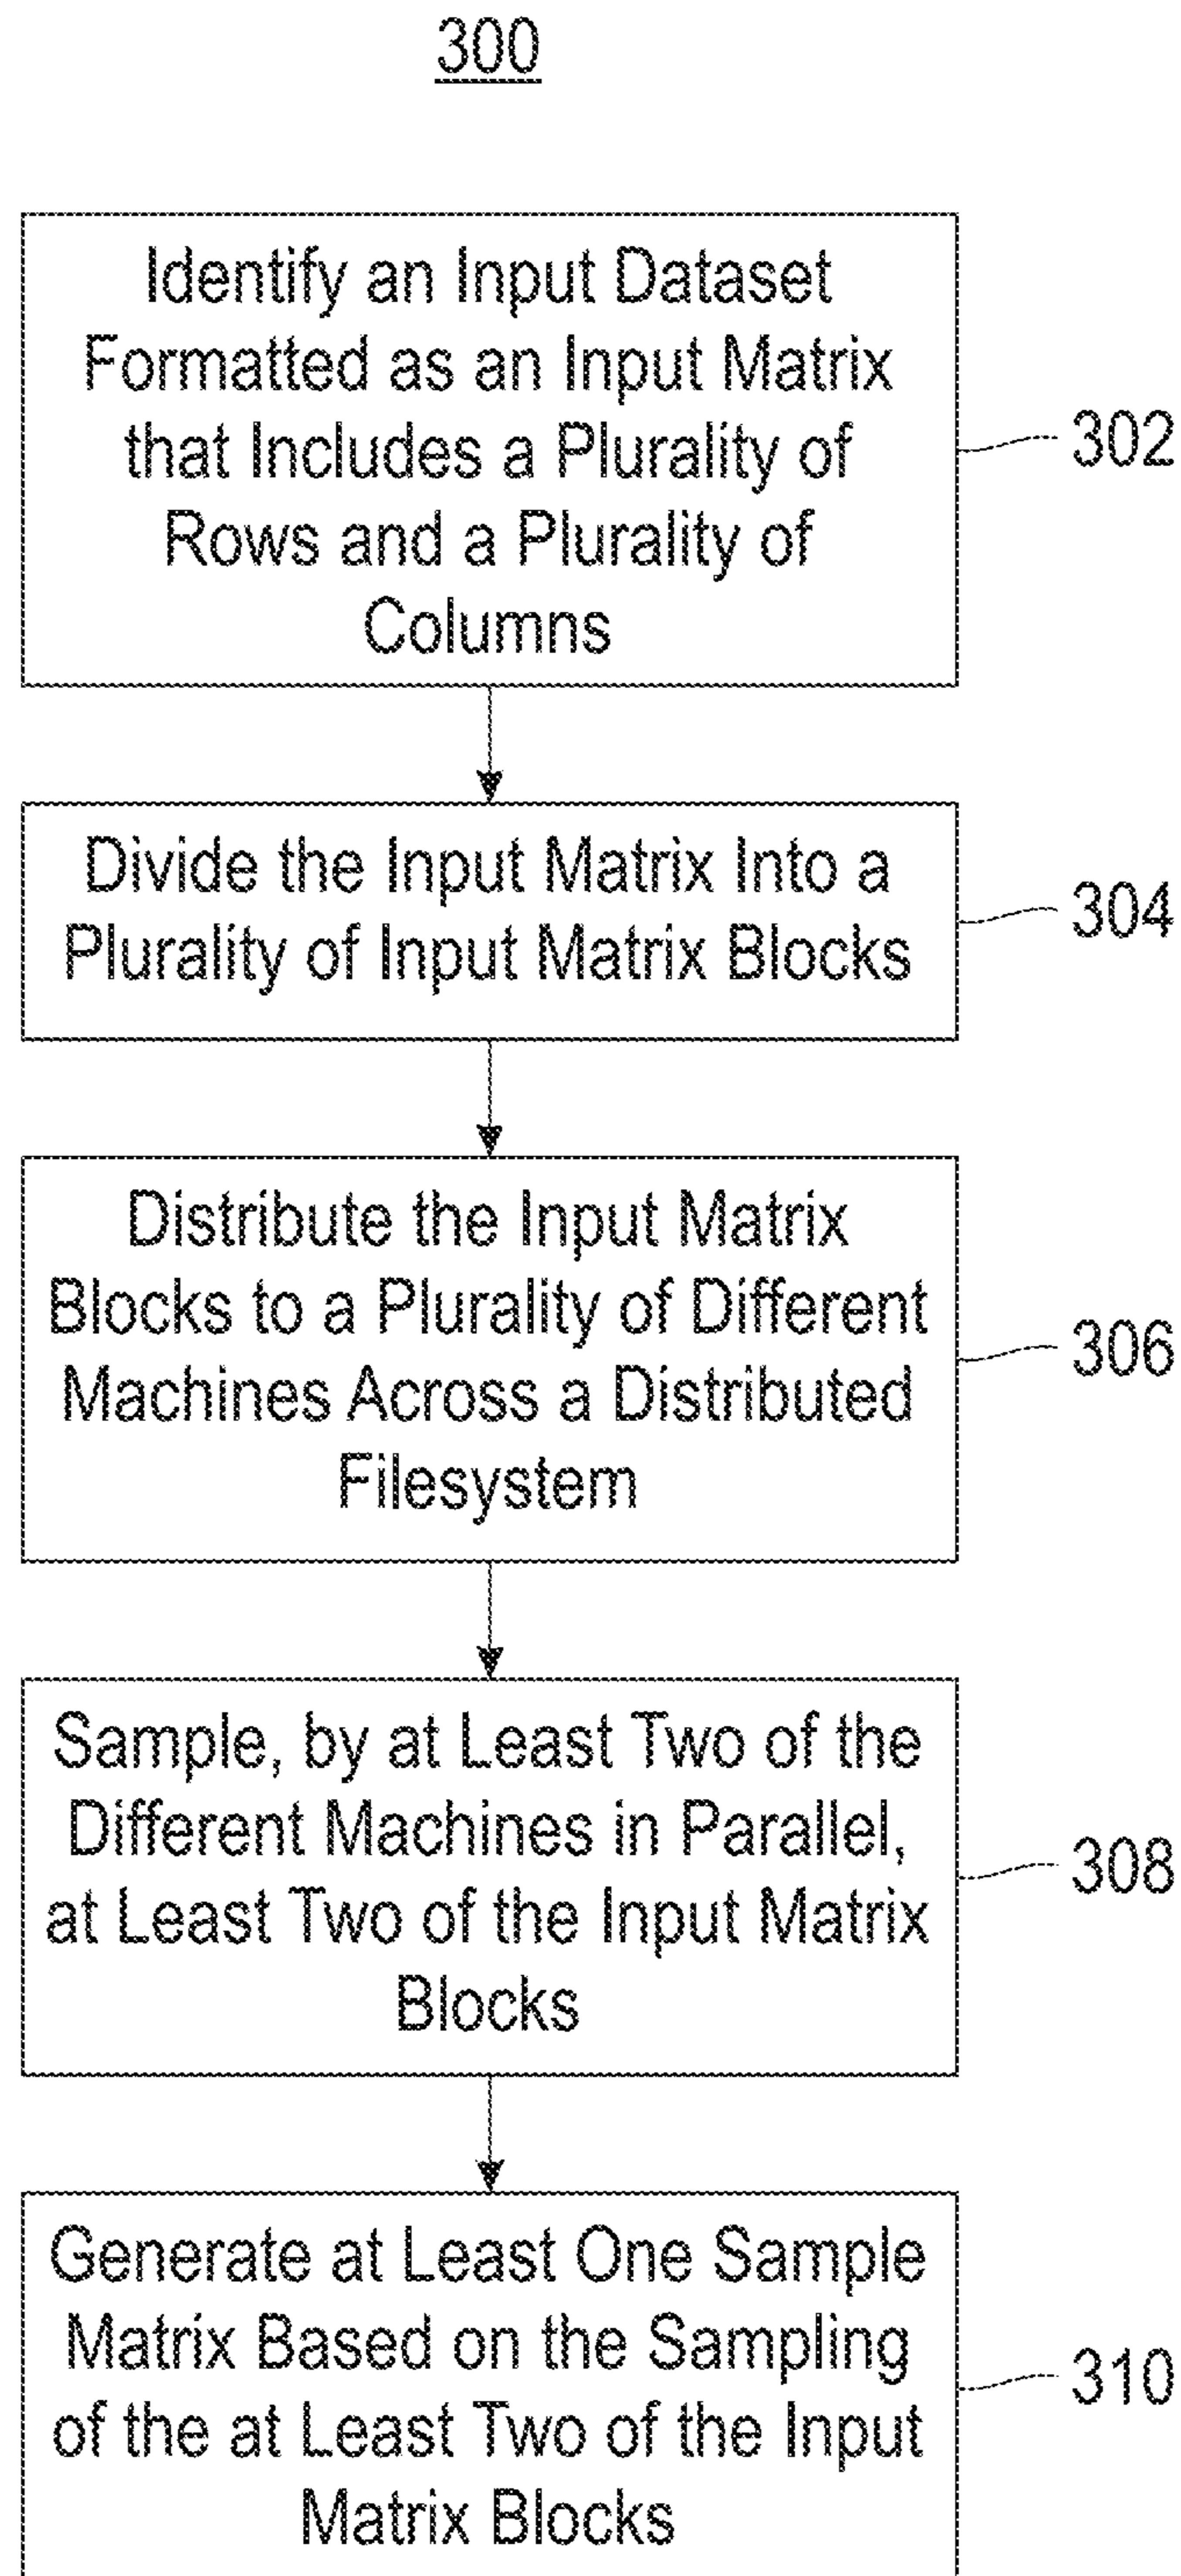 300
Identify an Input Dataset
Formatted as an Input Matrix
that Includes a Plurality of
Rows and a Plurality of
Columns
302
Divide the Input Matrix Into a
Plurality of Input Matrix Blocks
304
Distribute the Input Matrix
Blocks to a Plurality of Different
Machines Across a Distributed
Filesystem
306
Sample, by at Least Two of the
Different Machines in Parallel,
at Least Two of the Input Matrix
Blocks
308
Generate at Least One Sample
Matrix Based on the Sampling
of the at Least Two of the Input
Matrix Blocks
310